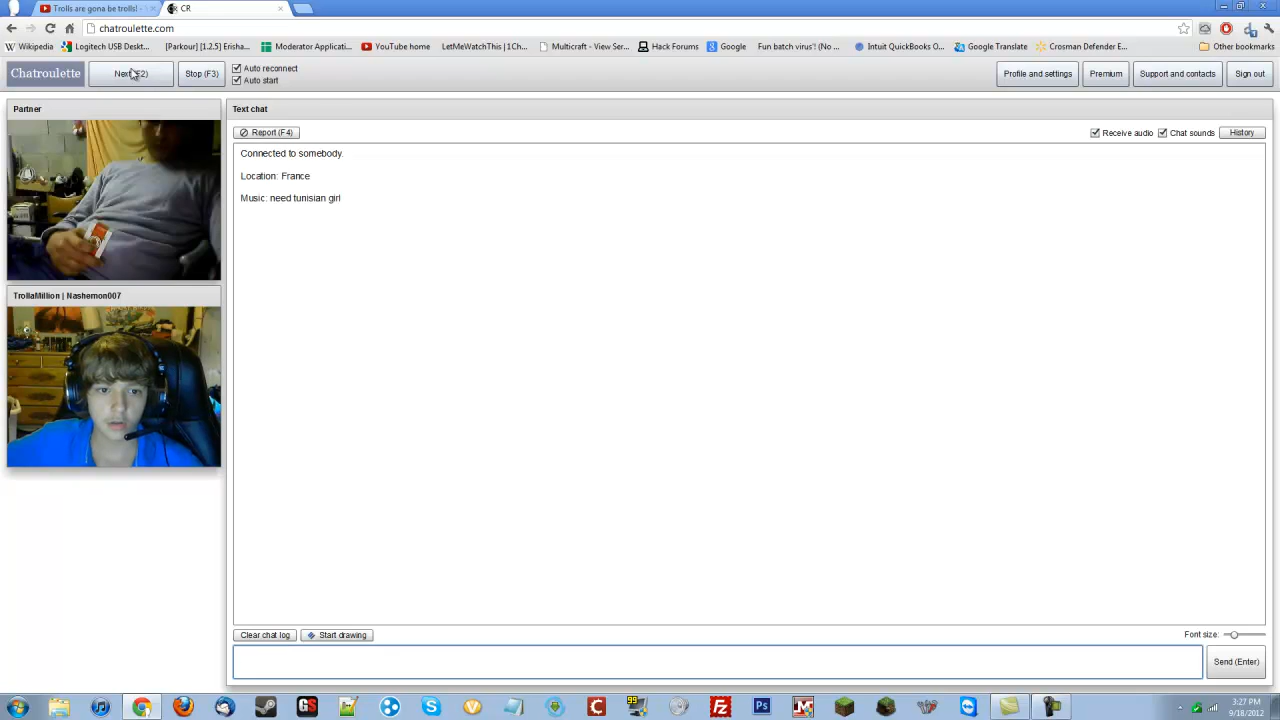 Trolls are gona be trolls! -
CR
chatroulette.com
Wikipedia
Logitech USB Deskt...
[Parkour] [1.2.5] Erisha...
Moderator Applicati...
YouTube home
LetMeWatchThis | 1Ch...
Multicraft - View Ser...
Hack Forums
Google
Fun batch virus'! (No ...
Intuit QuickBooks O...
Google Translate
Crosman Defender E...
Other bookmarks
Chatroulette
Next (F2)
Stop (F3)
Auto reconnect
Auto start
Profile and settings
Premium
Support and contacts
Sign out
Partner
Text chat
Report (F4)
Receive audio
Chat sounds
History
Connected to somebody.
Location: France
Music: need tunisian girl
TrollaMillion | Nashemon007
Clear chat log
Start drawing
Font size:
Send (Enter)
3:27 PM
9/18/2012